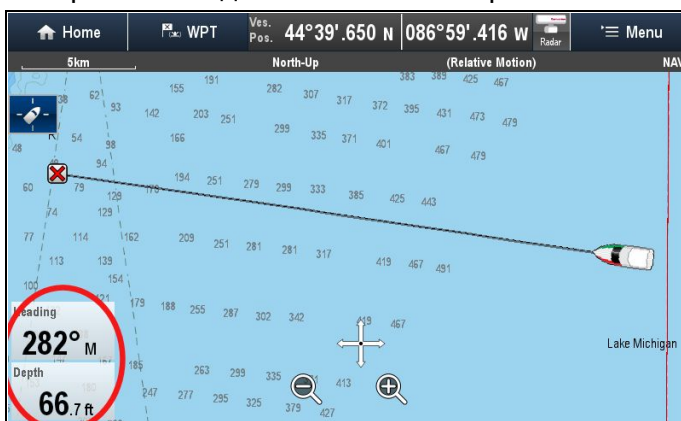 Home
WPT
Ves. Pos. 44°39'.650 N
086°59'.416 W
Radar
Menu
5km
North-Up
(Relative Motion)
NAV
383 389 425 467
155 191 282 307 317 372 395 431 473 479
38 62 93 142 203 251
54 98 166 299 335 371 401 467 479
48 94
60 79 129 194 251 279 299 333 385 425 443
74 129
77 114 162 209 251 281 281 317 419 467 491
113 139
100 154
179 188 255 287 302 342 419 467
Heading
282° M
Lake Michigan
Depth
66.7 ft
185 263 299 335 413
247 277 295 325 379 427